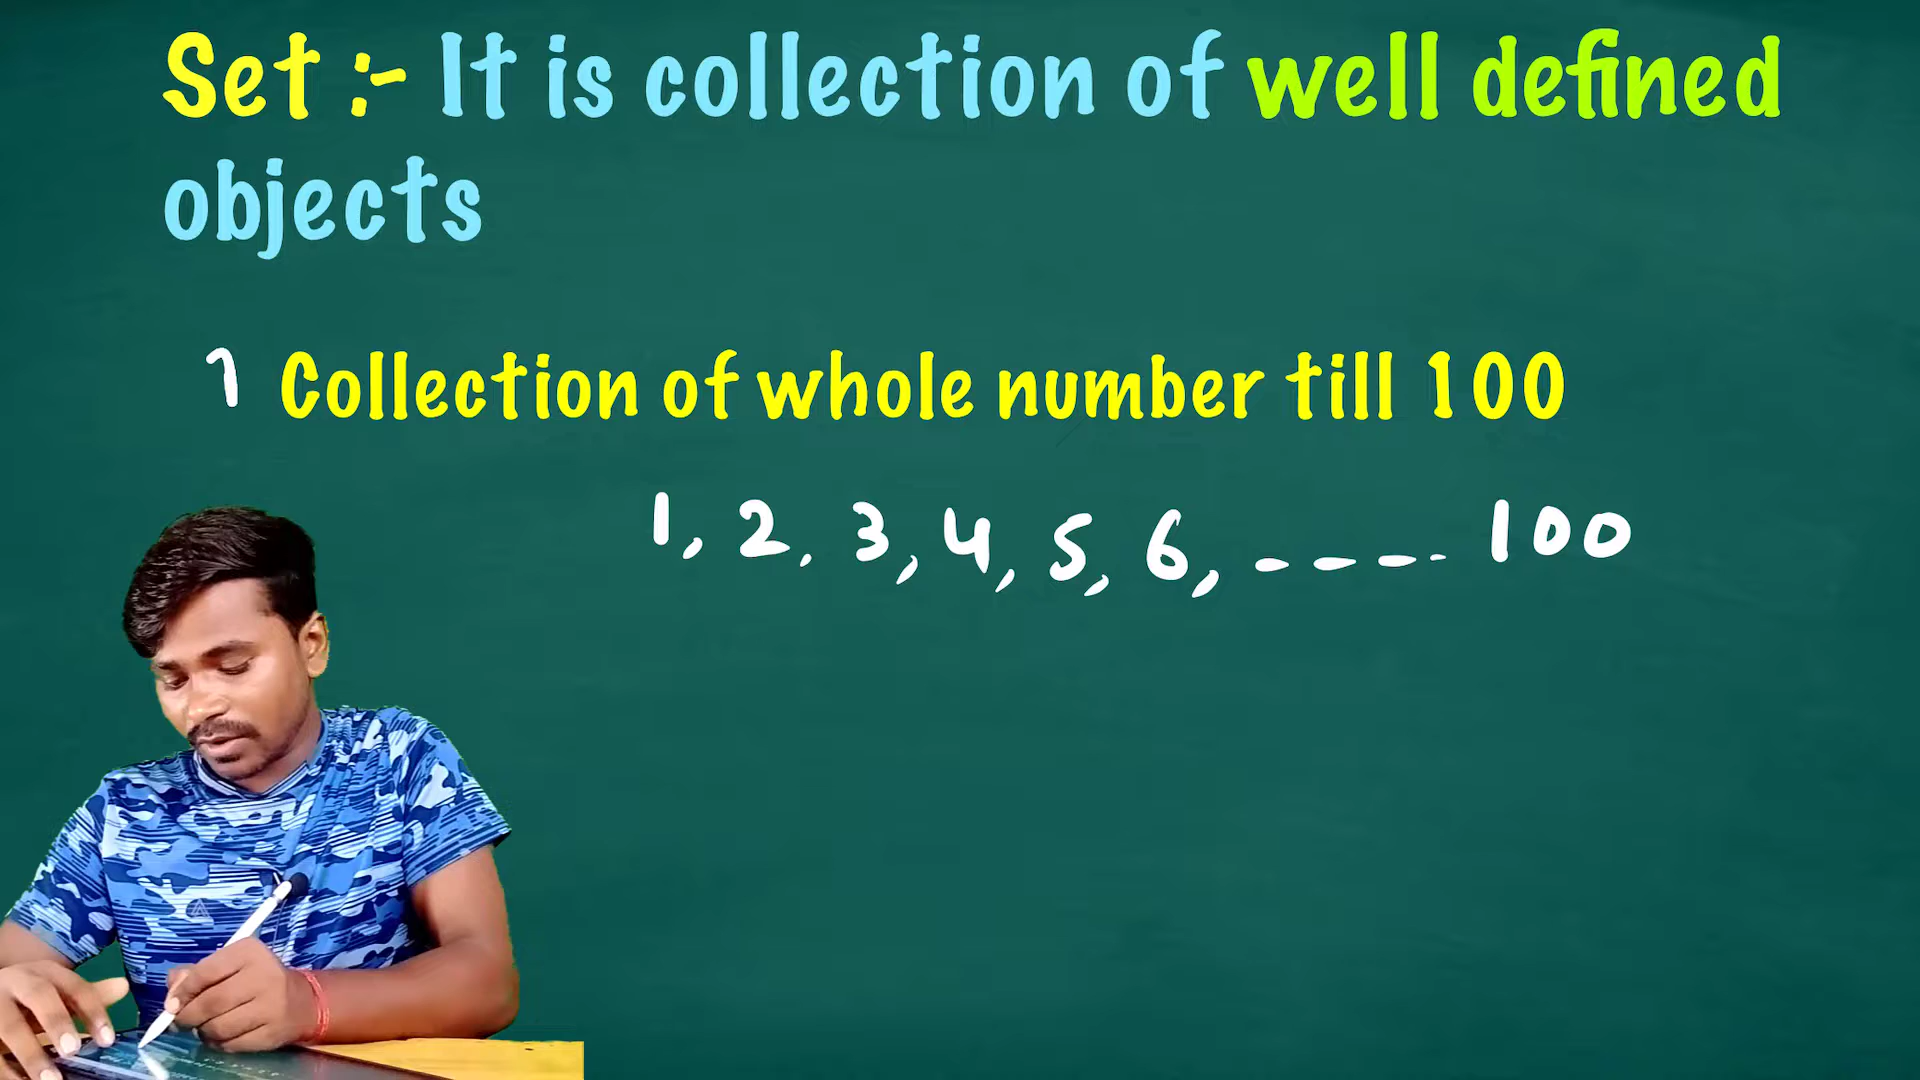 Set :- It is collection of well defined
objects
1 Collection of whole number till 100
1, 2, 3, 4, 5, 6, ---- 100